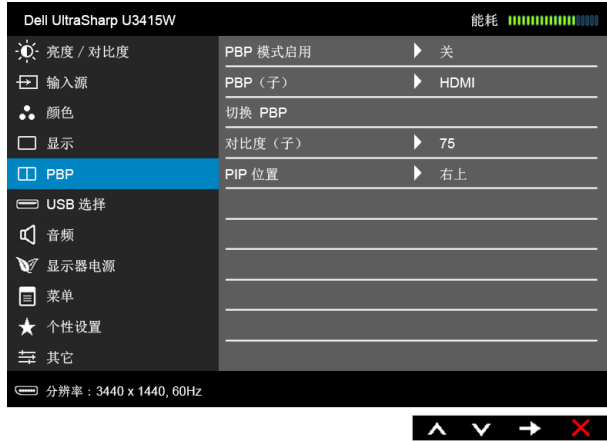 Dell UltraSharp U3415W 能耗
亮度 / 对比度 PBP 模式启用 关
输入源 PBP（子） HDMI
颜色 切换 PBP
显示 对比度（子） 75
PBP PIP 位置 右上
USB 选择
音频
显示器电源
菜单
个性设置
其它
分辨率：3440 x 1440, 60Hz